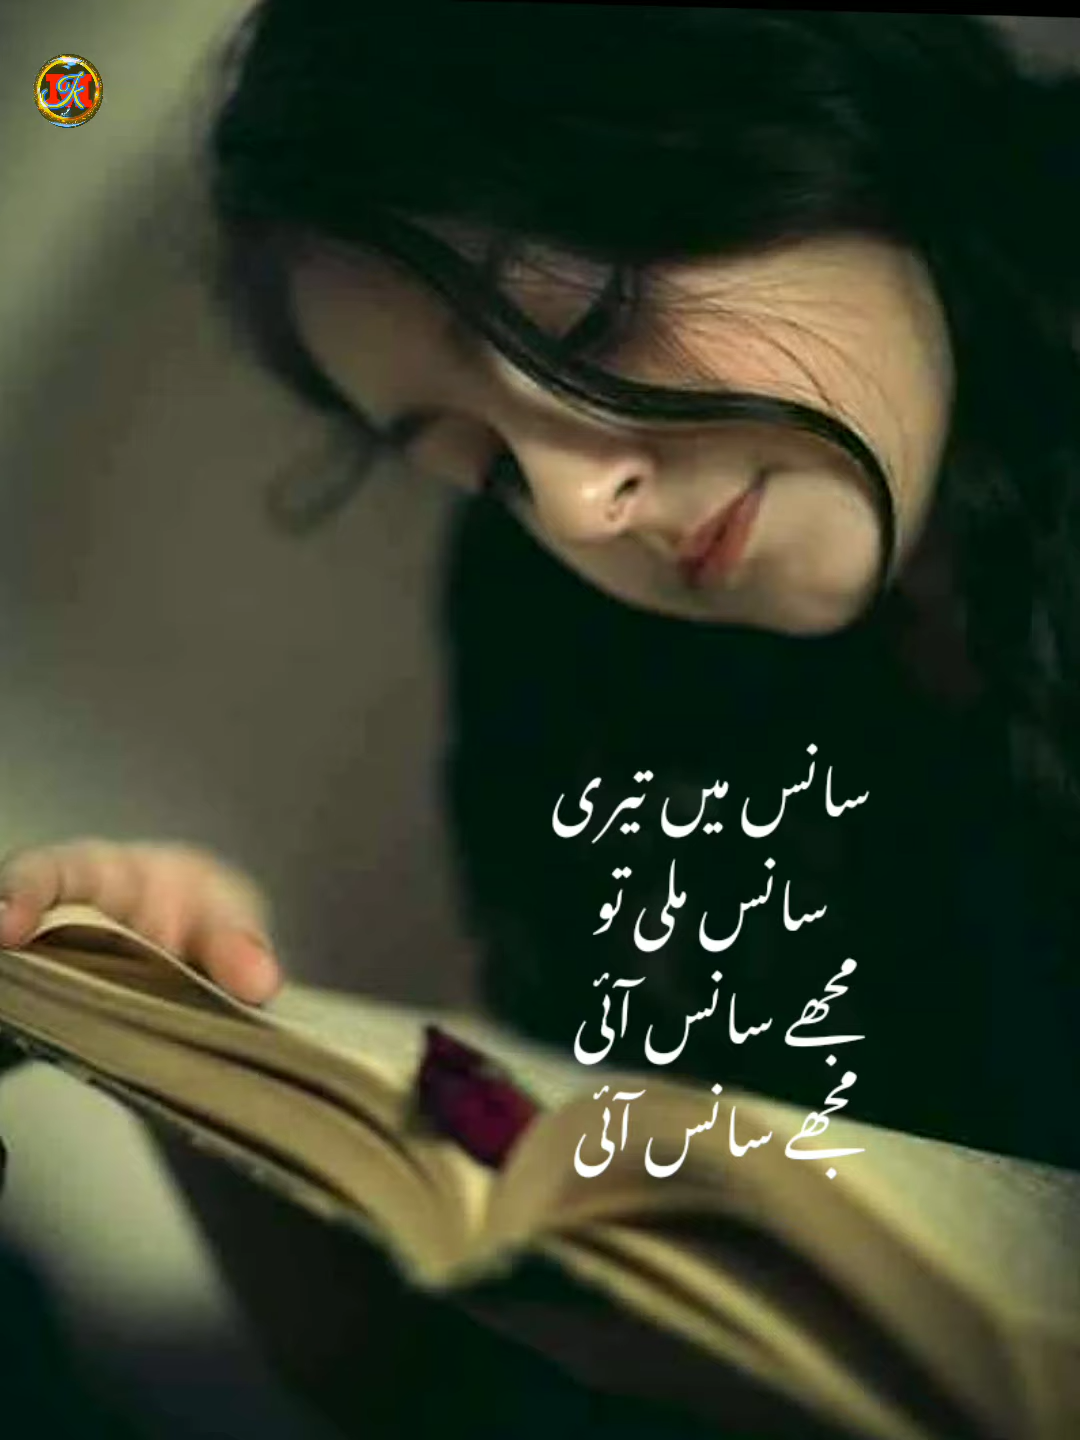 سانس میں تیری
سانس ملی تو
مجھے سانس آئی
مجھے سانس آئی